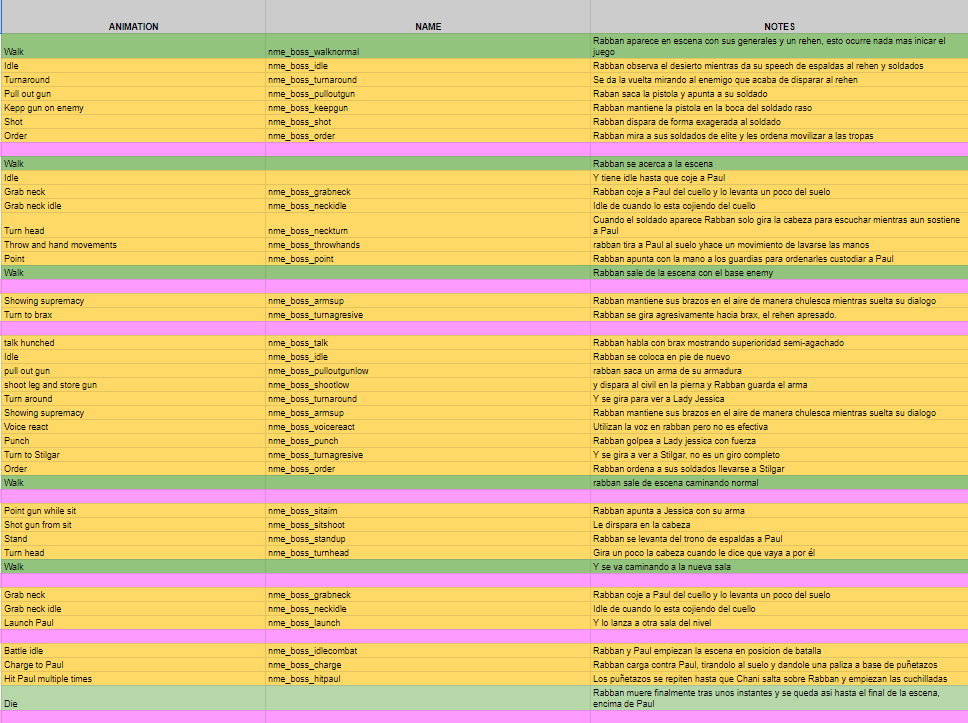 ANIMATION NAME NOTES
Walk nme_boss_walknormal Rabban aparece en escena con sus generales y un rehen, esto ocurre nada mas inicar el
juego
Idle nme_boss_idle Rabban observa el desierto mientras da su speech de espaldas al rehen y soldados
Turnaround nme_boss_turnaround Se da la vuelta mirando al enemigo que acaba de disparar al rehen
Pull out gun nme_boss_pulloutgun Raban saca la pistola y apunta a su soldado
Kepp gun on enemy nme_boss_keepgun Rabban mantiene la pistola en la boca del soldado raso
Shot nme_boss_shot Rabban dispara de forma exagerada al soldado
Order nme_boss_order Rabban mira a sus soldados de elite y les ordena movilizar a las tropas
Walk Rabban se acerca a la escena
Idle Y tiene idle hasta que coje a Paul
Grab neck nme_boss_grabneck Rabban coje a Paul del cuello y lo levanta un poco del suelo
Grab neck idle nme_boss_neckidle Idle de cuando lo esta cojiendo del cuello
Turn head nme_boss_neckturn Cuando el soldado aparece Rabban solo gira la cabeza para escuchar mientras aun sostiene
a Paul
Throw and hand movements nme_boss_throwhands rabban tira a Paul al suelo yhace un movimiento de lavarse las manos
Point nme_boss_point Rabban apunta con la mano a los guardias para ordenarles custodiar a Paul
Walk Rabban sale de la escena con el base enemy
Showing supremacy nme_boss_armsup Rabban mantiene sus brazos en el aire de manera chulesca mientras suelta su dialogo
Turn to brax nme_boss_turnagresive Rabban se gira agresivamente hacia brax, el rehen apresado.
talk hunched nme_boss_talk Rabban habla con brax mostrando superioridad semi-agachado
Idle nme_boss_idle Rabban se coloca en pie de nuevo
pull out gun nme_boss_pulloutgunlow rabban saca un arma de su armadura
shoot leg and store gun nme_boss_shootlow y dispara al civil en la pierna y Rabban guarda el arma
Turn around nme_boss_turnaround Y se gira para ver a Lady Jessica
Showing supremacy nme_boss_armsup Rabban mantiene sus brazos en el aire de manera chulesca mientras suelta su dialogo
Voice react nme_boss_voicereact Utilizan la voz en rabban pero no es efectiva
Punch nme_boss_punch Rabban golpea a Lady jessica con fuerza
Turn to Stilgar nme_boss_turnagresive Y se gira a ver a Stilgar, no es un giro completo
Order nme_boss_order Rabban ordena a sus soldados llevarse a Stilgar
Walk rabban sale de escena caminando normal
Point gun while sit nme_boss_sitaim Rabban apunta a Jessica con su arma
Shot gun from sit nme_boss_sitshoot Le dirspara en la cabeza
Stand nme_boss_standup Rabban se levanta del trono de espaldas a Paul
Turn head nme_boss_turnhead Gira un poco la cabeza cuando le dice que vaya a por él
Walk Y se va caminando a la nueva sala
Grab neck nme_boss_grabneck Rabban coje a Paul del cuello y lo levanta un poco del suelo
Grab neck idle nme_boss_neckidle Idle de cuando lo esta cojiendo del cuello
Launch Paul nme_boss_launch Y lo lanza a otra sala del nivel
Battle idle nme_boss_idlecombat Rabban y Paul empiezan la escena en posicion de batalla
Charge to Paul nme_boss_charge Rabban carga contra Paul, tirandolo al suelo y dandole una paliza a base de puñetazos
Hit Paul multiple times nme_boss_hitpaul Los puñetazos se repiten hasta que Chani salta sobre Rabban y empiezan las cuchilladas
Die Rabban muere finalmente tras unos instantes y se queda asi hasta el final de la escena,
encima de Paul